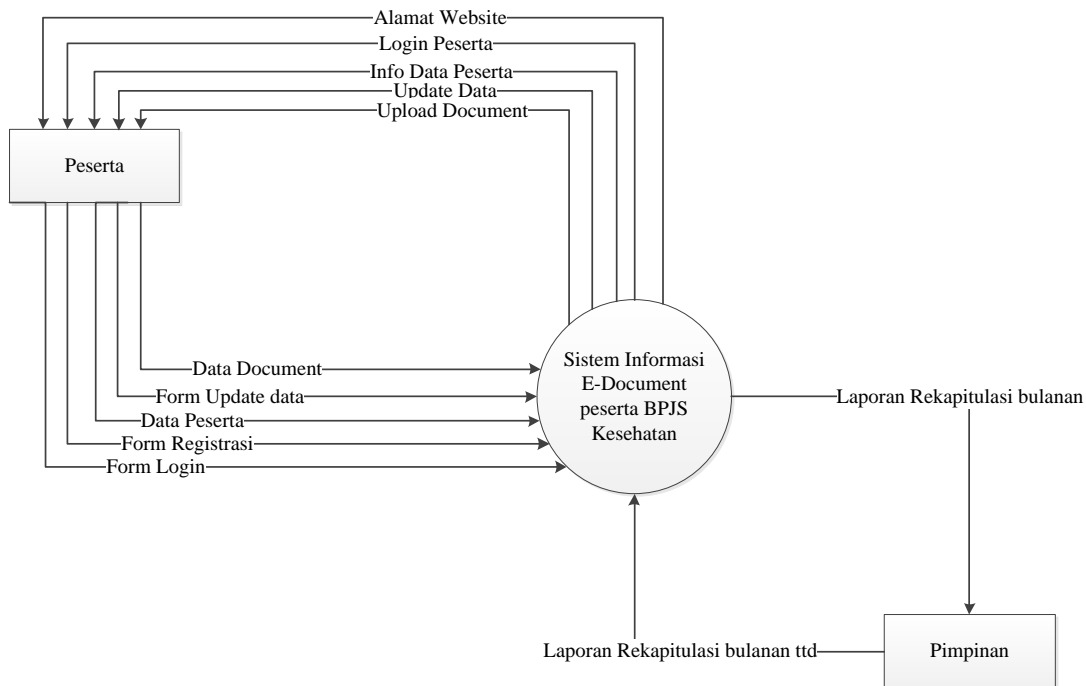 Alamat Website
Login Peserta
Info Data Peserta
Update Data
Upload Document
Peserta
Data Document
Form Update data
Data Peserta
Form Registrasi
Form Login
Sistem Informasi
E-Document
peserta BPJS
Kesehatan
Laporan Rekapitulasi bulanan
Laporan Rekapitulasi bulanan ttd
Pimpinan